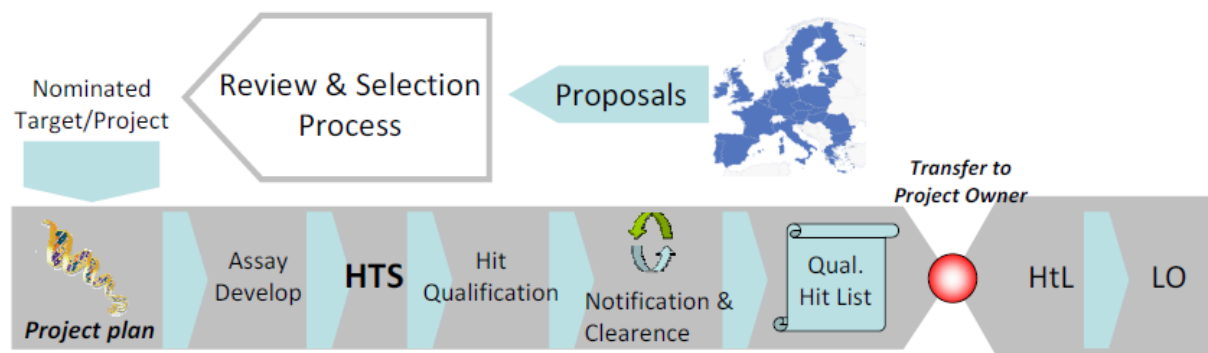 Nominated
Target/Project
Review & Selection
Process
Proposals
Transfer to
Project Owner
Project plan
Assay
Develop
HTS
Hit
Qualification
Notification &
Clearence
Qual.
Hit List
HtL
LO